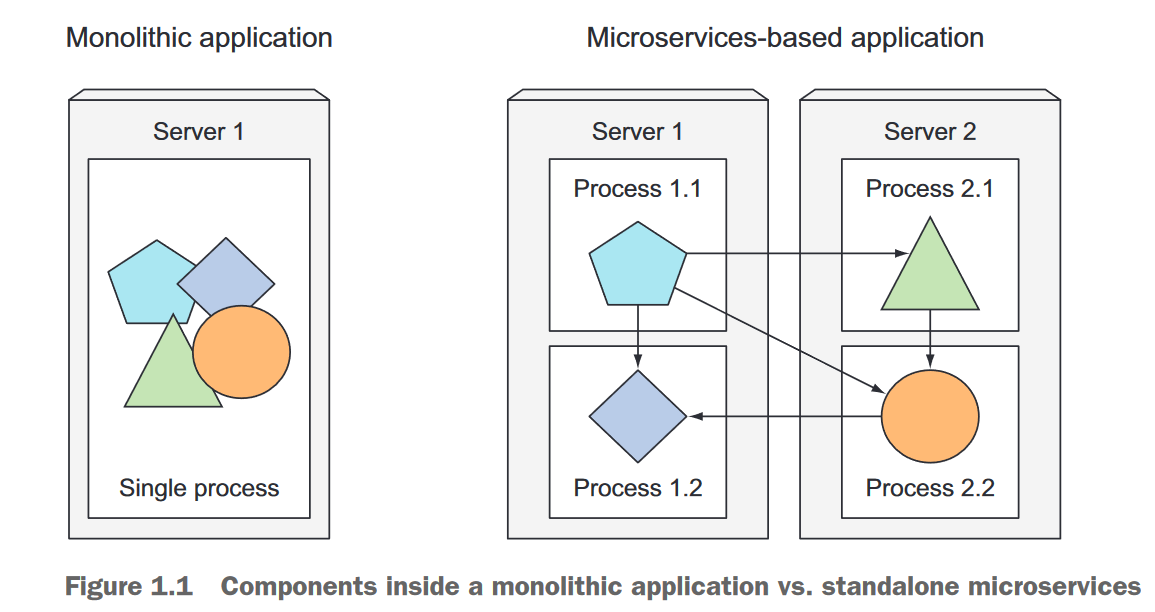 Monolithic application
Microservices-based application
Server 1
Single process
Server 1
Process 1.1
Process 1.2
Server 2
Process 2.1
Process 2.2
Figure 1.1 Components inside a monolithic application vs. standalone microservices